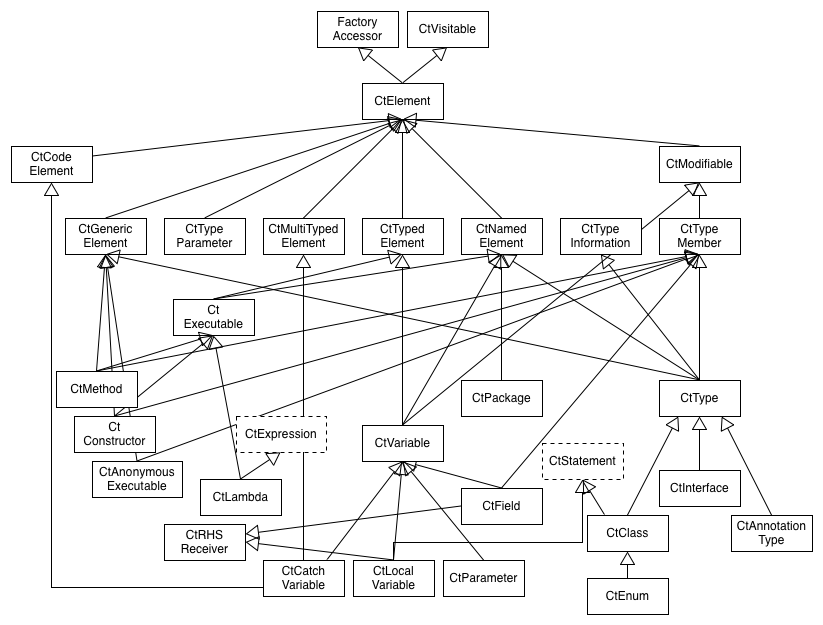 Factory
Accessor
CtVisitable
CtElement
CtCode
Element
CtModifiable
CtGeneric
Element
CtType
Parameter
CtMultiTyped
Element
CtTyped
Element
CtNamed
Element
CtType
Information
CtType
Member
Ct
Executable
CtMethod
CtPackage
CtType
Ct
Constructor
CtExpression
CtVariable
CtStatement
CtAnonymous
Executable
CtLambda
CtField
CtInterface
CtRHS
Receiver
CtClass
CtAnnotation
Type
CtCatch
Variable
CtLocal
Variable
CtParameter
CtEnum